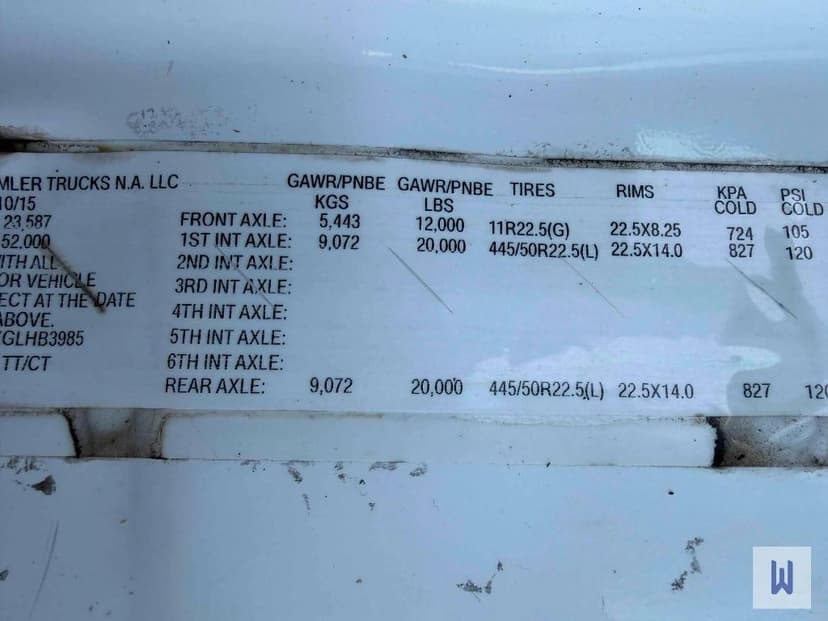 MLER TRUCKS N.A. LLC GAWR/PNBE GAWR/PNBE TIRES RIMS KPA PSI
10/15 KGS LBS COLD COLD
23,587 FRONT AXLE: 5,443 12,000 11R22.5(G) 22.5X8.25 724 105
52,000 1ST INT AXLE: 9,072 20,000 445/50R22.5(L) 22.5X14.0 827 120
WITH ALL 2ND INT AXLE:
OR VEHICLE 3RD INT AXLE:
ECT AT THE DATE 4TH INT AXLE:
ABOVE. 5TH INT AXLE:
GLHB3985 6TH INT AXLE:
TT/CT REAR AXLE: 9,072 20,000 445/50R22.5(L) 22.5X14.0 827 120
W